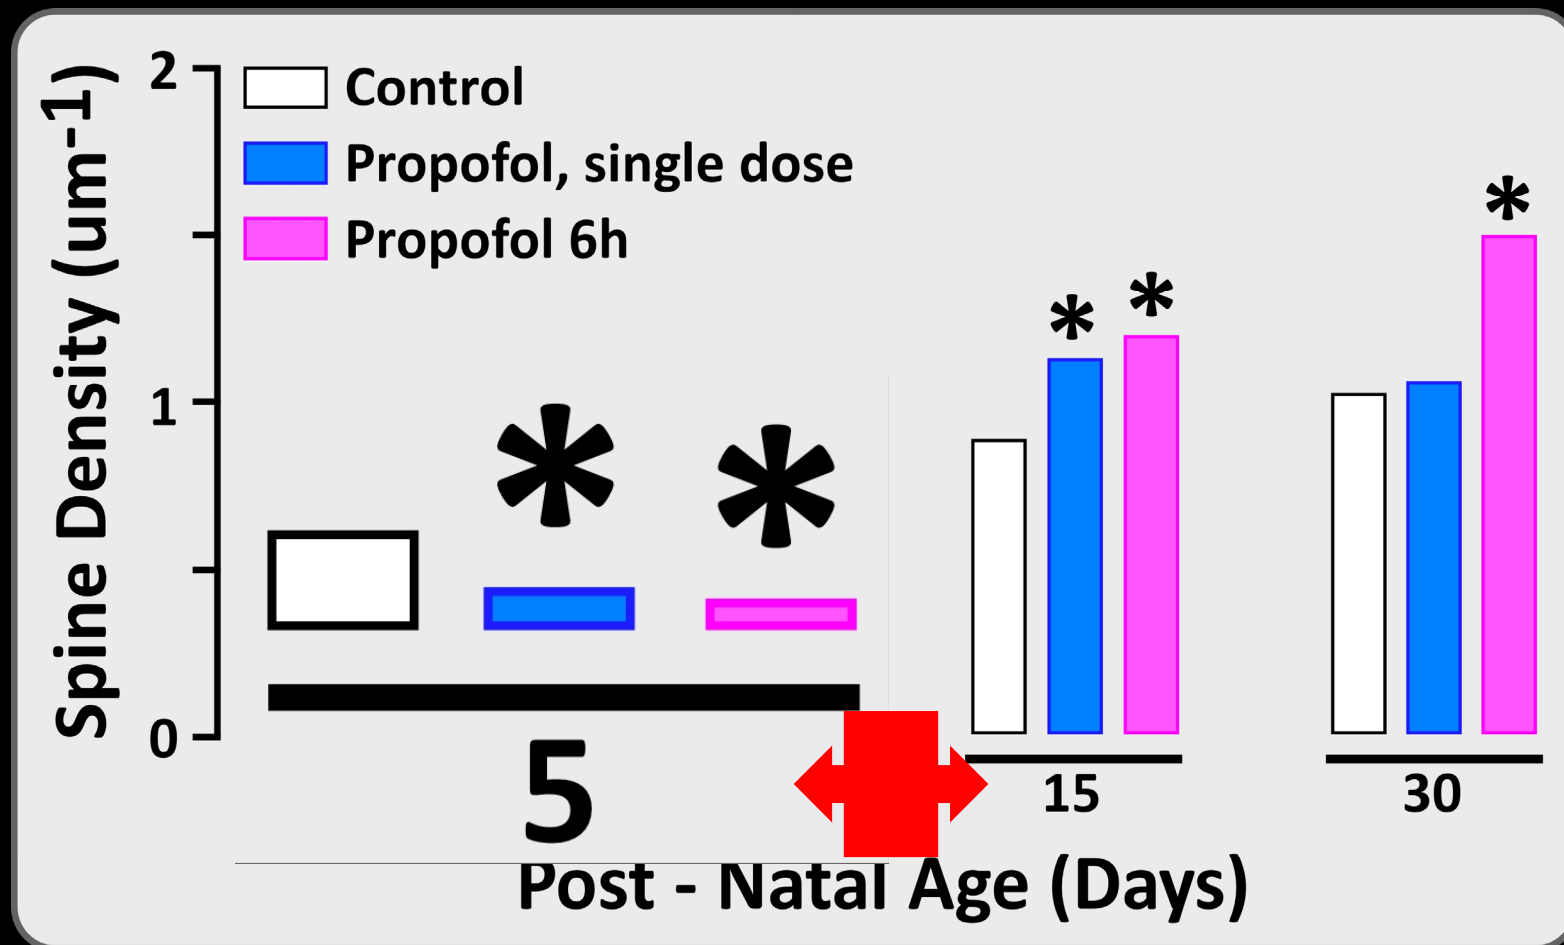 Spine Density (um-1)
2
1
0
Control
Propofol, single dose
Propofol 6h
* *
* *
*
5
15
30
Post - Natal Age (Days)